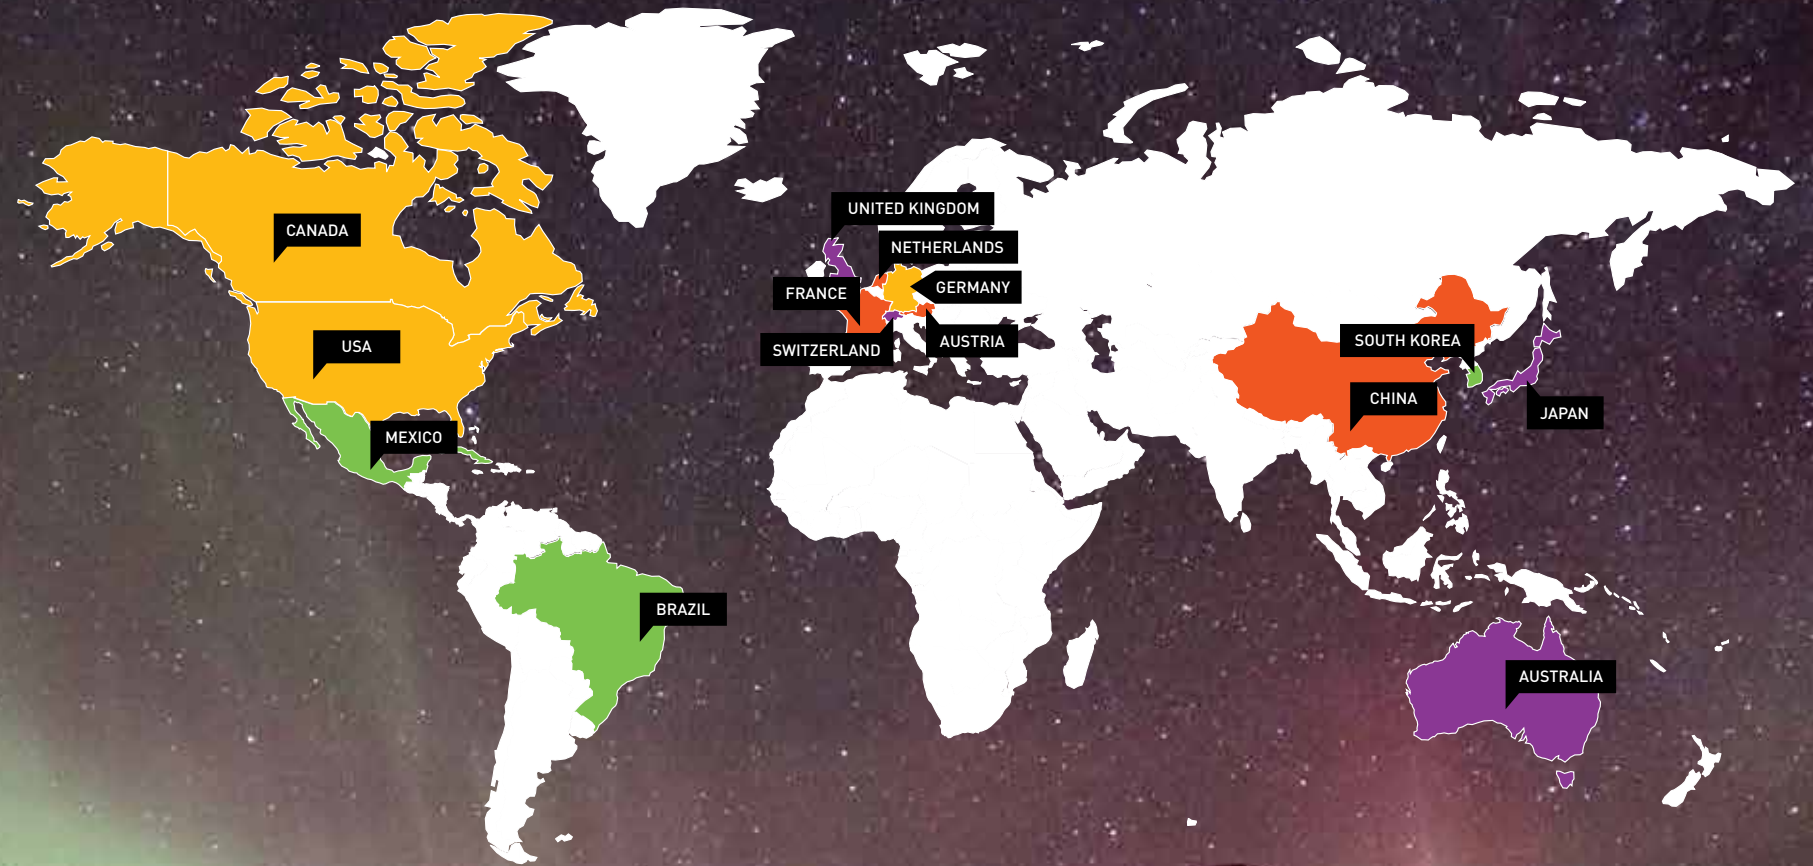 UNITED KINGDOM
CANADA
NETHERLANDS
GERMANY
FRANCE
SOUTH KOREA
AUSTRIA
USA
SWITZERLAND
CHINA
JAPAN
MEXICO
BRAZIL
AUSTRALIA